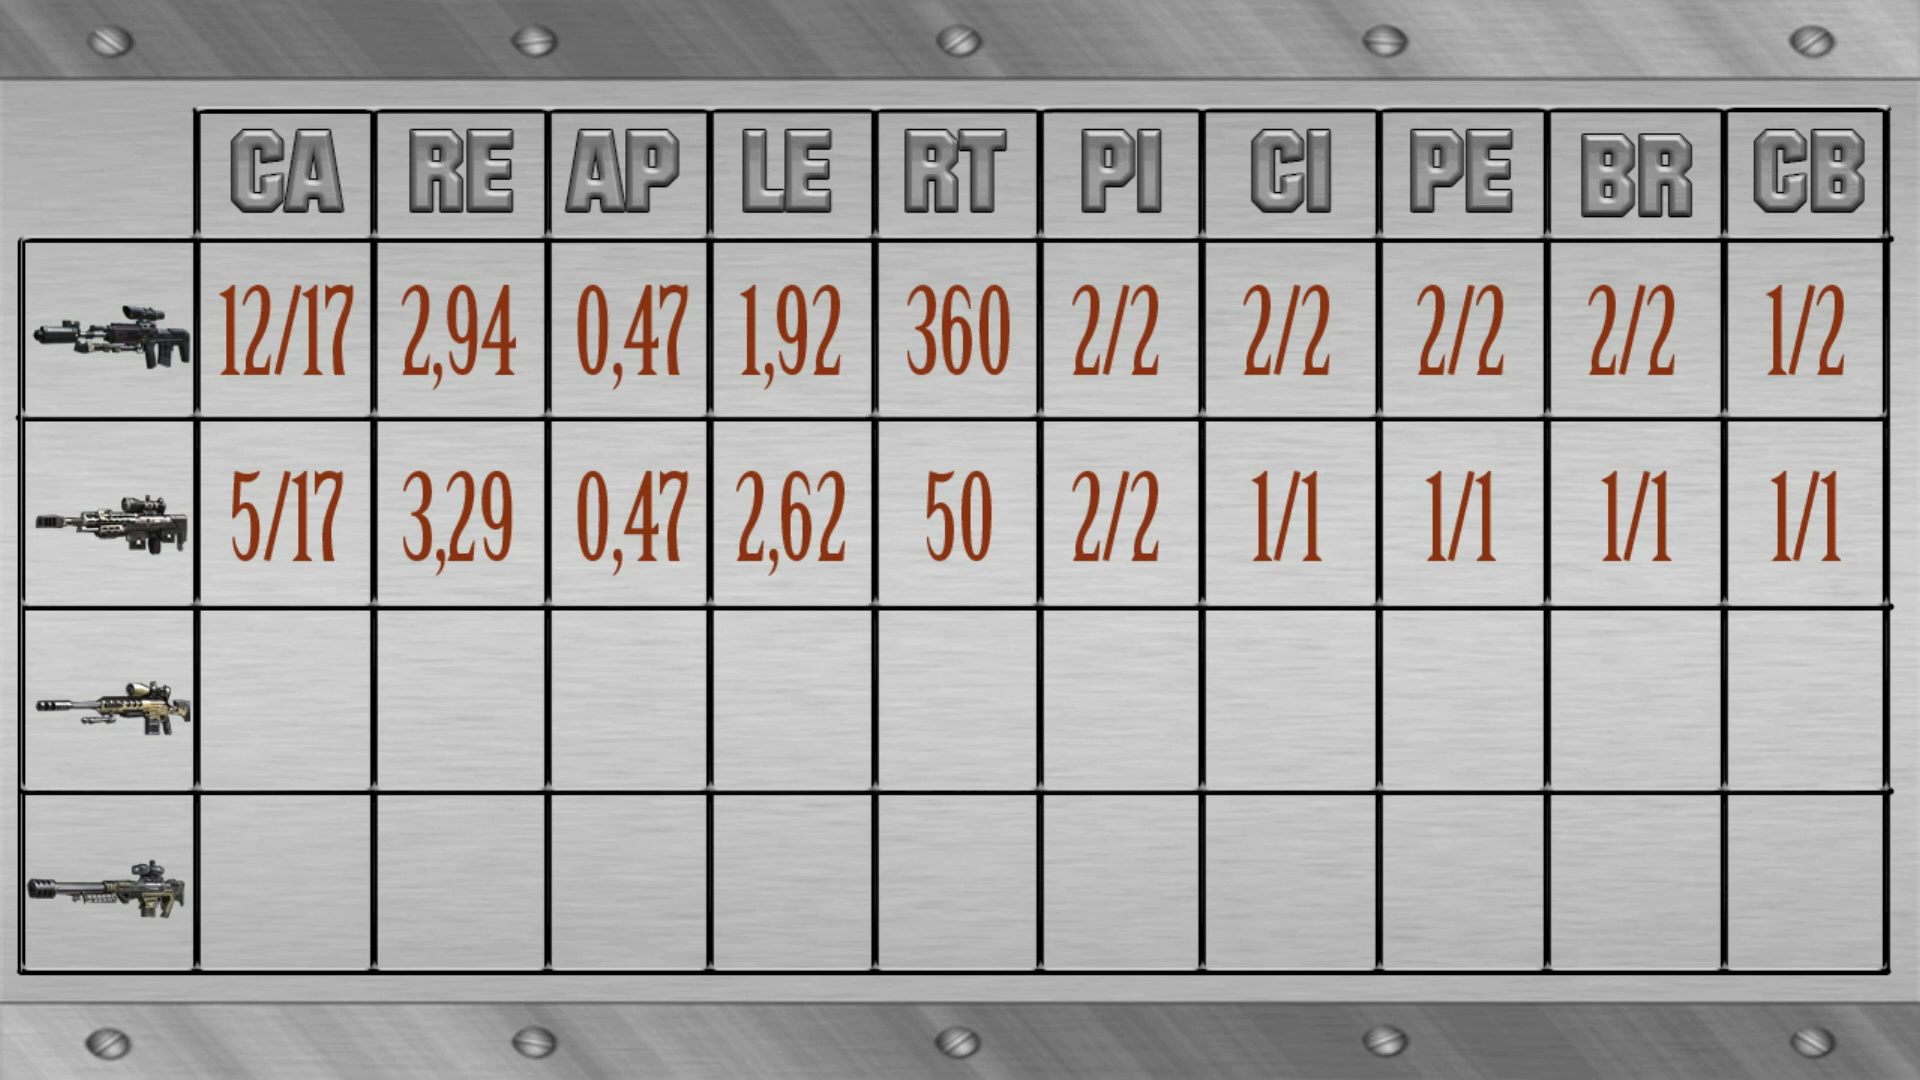 CA RE AP LE RT PI CI PE BR CB
12/17 2,94 0,47 1,92 360 2/2 2/2 2/2 2/2 1/2
5/17 3,29 0,47 2,62 50 2/2 1/1 1/1 1/1 1/1